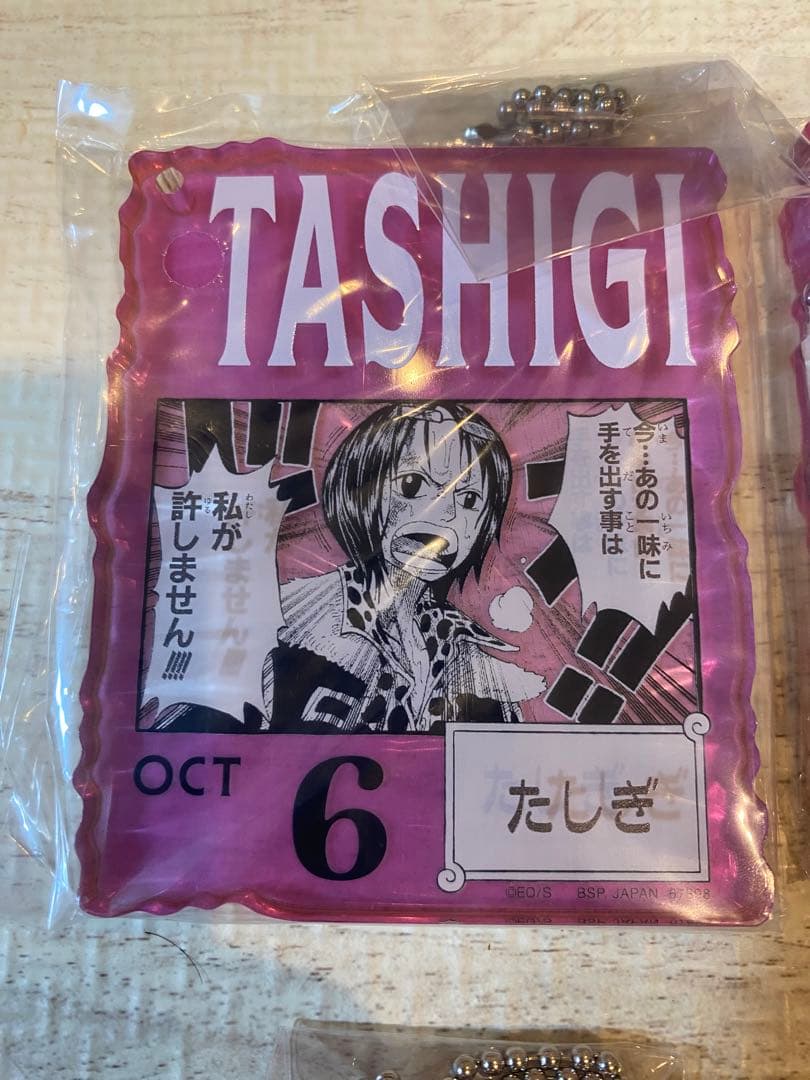 TASHIGI
今…あの一味に
手を出す事は
私が
許しません!!!!
OCT
6
たしぎ
©EO/S BSP JAPAN